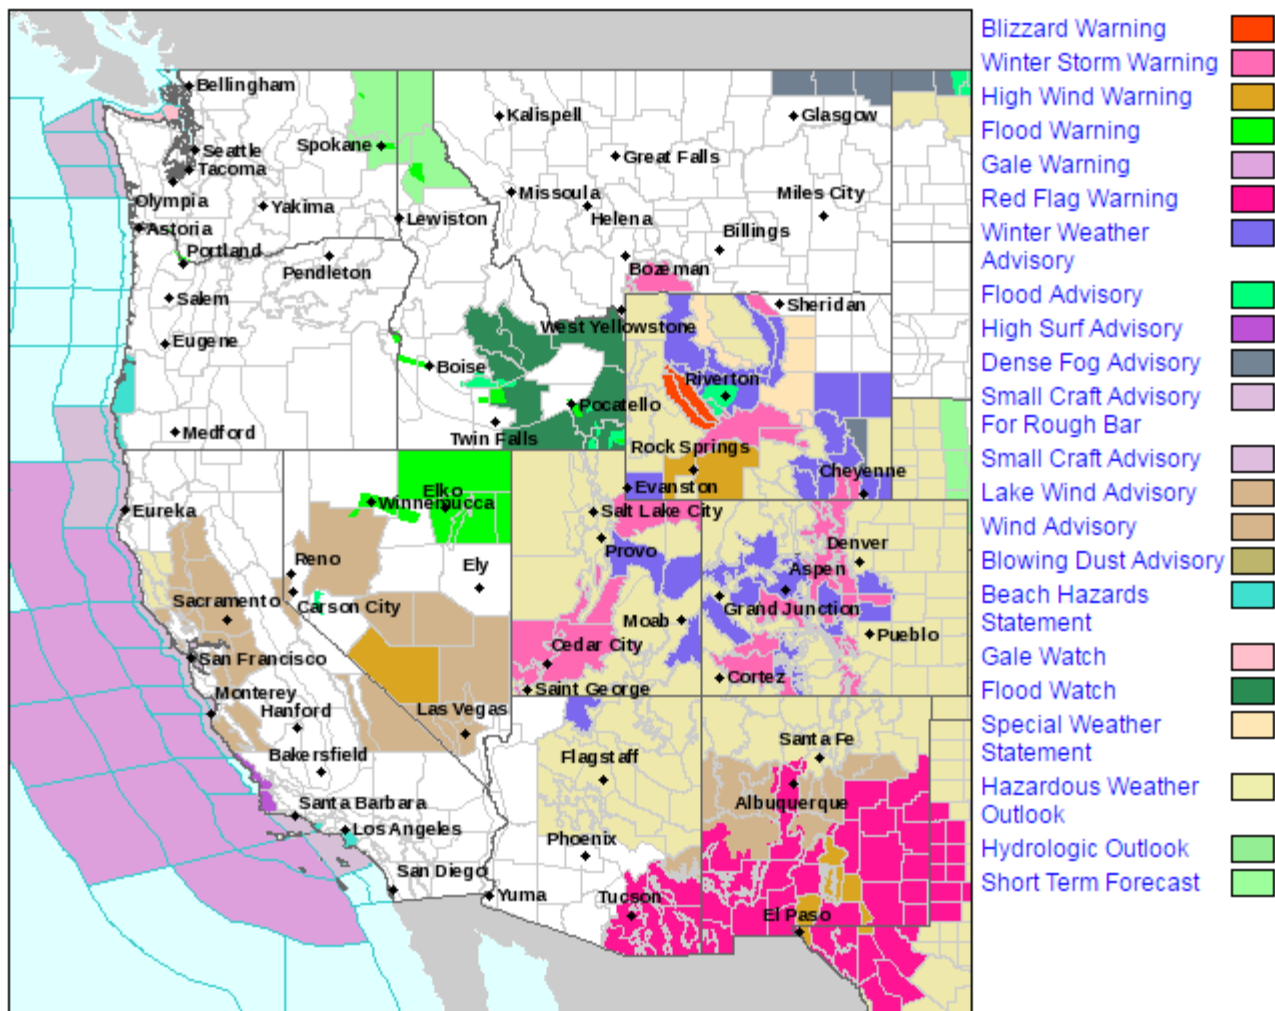 Bellingham
Seattle
Tacoma
Olympia
Yakima
Spokane
Kalispell
Glasgow
Great Falls
Missoula
Helena
Miles City
Lewiston
Billings
Astoria
Portland
Pendleton
Bozeman
Salem
Sheridan
West Yellowstone
Eugene
Boise
Riverton
Pocatello
Medford
Twin Falls
Rock Springs
Cheyenne
Elko
Evanston
Winnemucca
Eureka
Salt Lake City
Provo
Denver
Reno
Ely
Aspen
Sacramento
Carson City
Grand Junction
Moab
Pueblo
Cedar City
San Francisco
Cortez
Saint George
Monterey
Hanford
Las Vegas
Bakersfield
Flagstaff
Santa Fe
Santa Barbara
Albuquerque
Los Angeles
Phoenix
San Diego
Yuma
Tucson
El Paso
Blizzard Warning
Winter Storm Warning
High Wind Warning
Flood Warning
Gale Warning
Red Flag Warning
Winter Weather
Advisory
Flood Advisory
High Surf Advisory
Dense Fog Advisory
Small Craft Advisory
For Rough Bar
Small Craft Advisory
Lake Wind Advisory
Wind Advisory
Blowing Dust Advisory
Beach Hazards
Statement
Gale Watch
Flood Watch
Special Weather
Statement
Hazardous Weather
Outlook
Hydrologic Outlook
Short Term Forecast